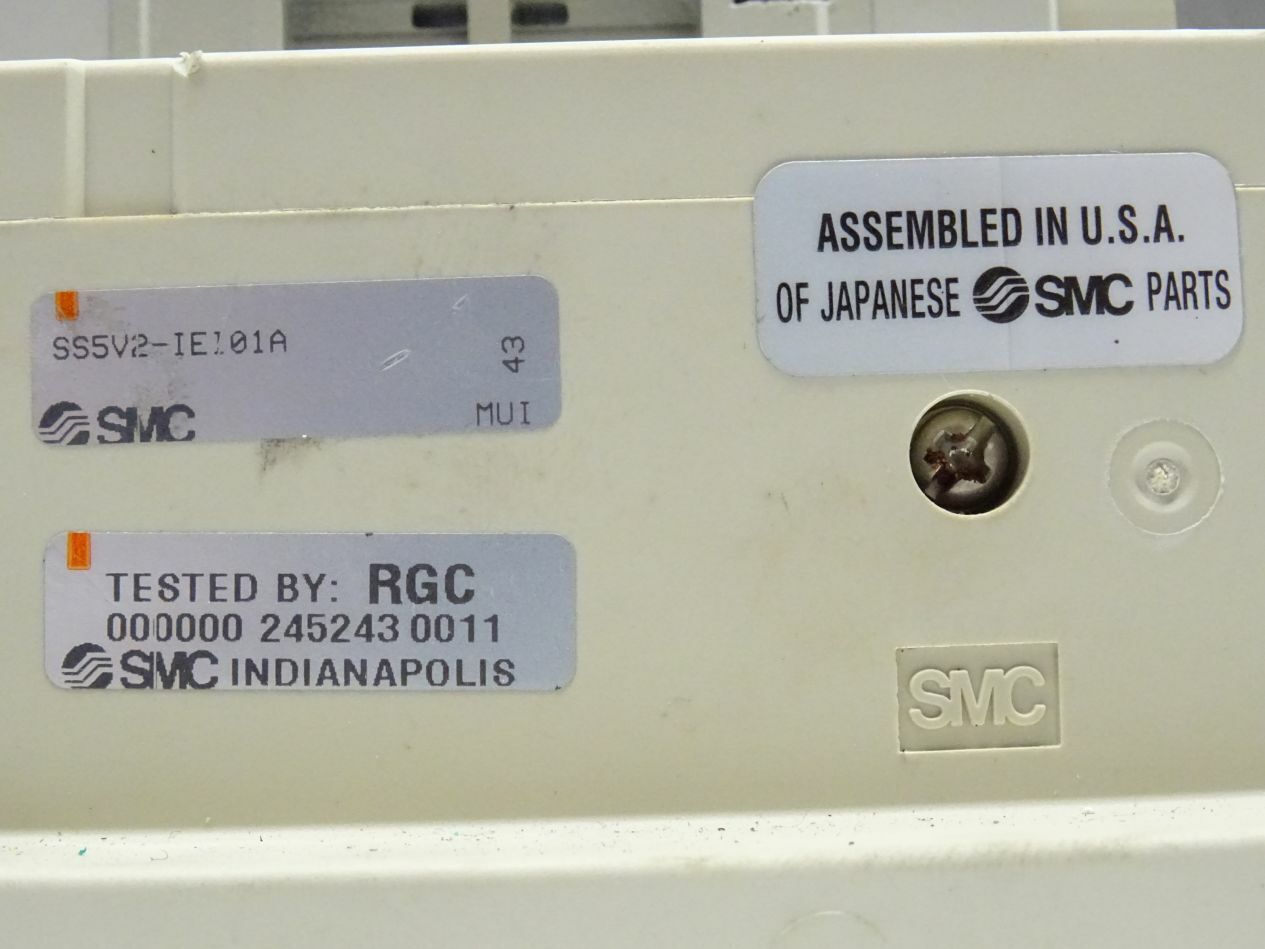 ASSEMBLED IN U.S.A.
OF JAPANESE SMC PARTS
SS5V2-IE101A
43
SMC
MUI
TESTED BY: RGC
000000 245243 0011
SMC INDIANAPOLIS
SMC